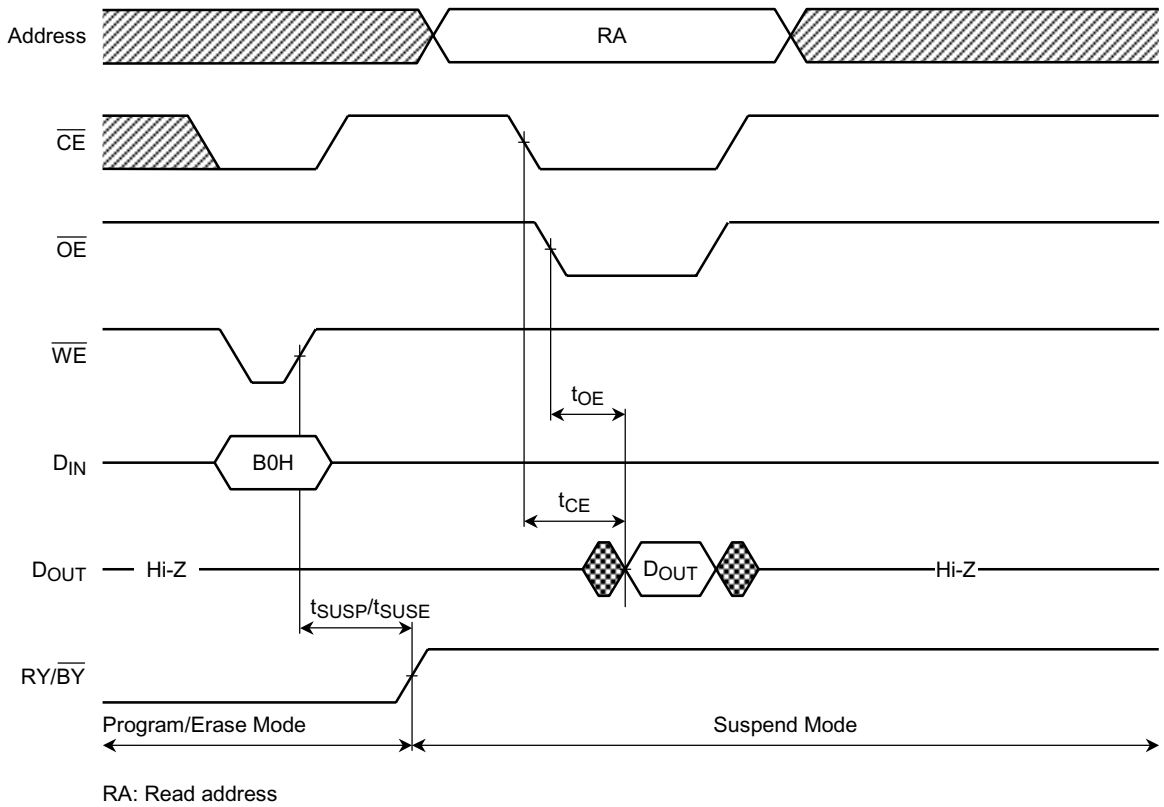 Address RA
CE
OE
WE
tOE
DIN B0H
tCE
DOUT Hi-Z DOUT Hi-Z
tSUSP/tSUSE
RY/BY
Program/Erase Mode Suspend Mode
RA: Read address